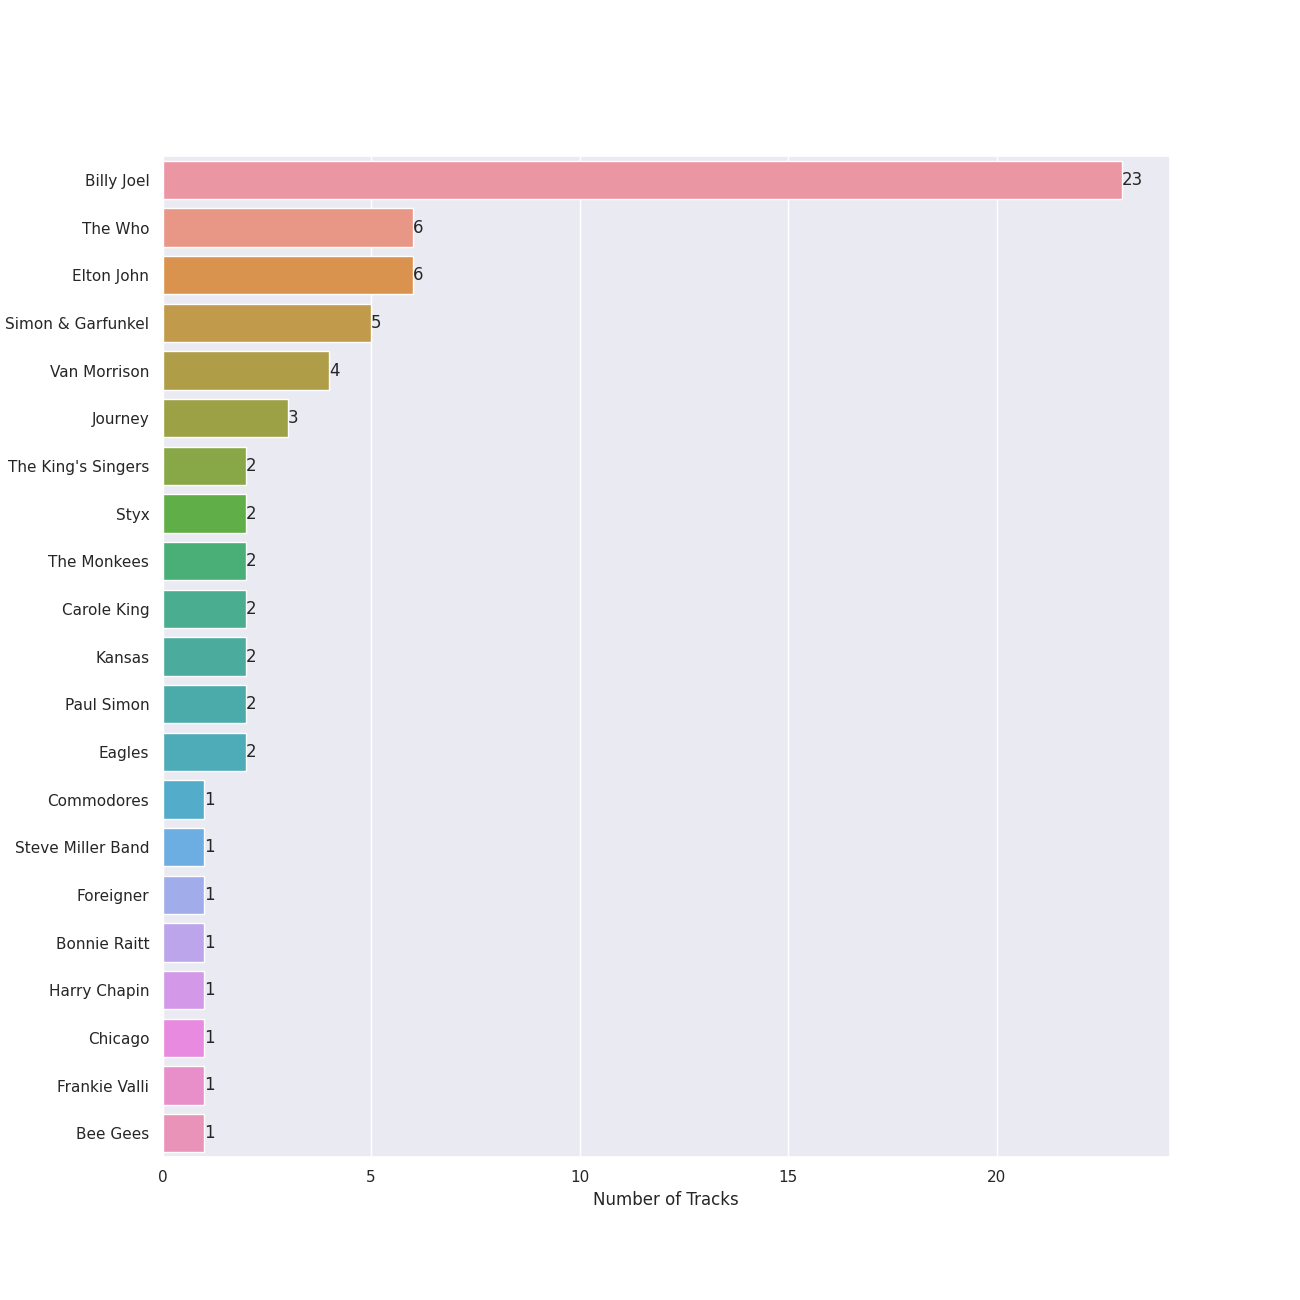 Billy Joel 23
The Who 6
Elton John 6
Simon & Garfunkel 5
Van Morrison 4
Journey 3
The King's Singers 2
Styx 2
The Monkees 2
Carole King 2
Kansas 2
Paul Simon 2
Eagles 2
Commodores 1
Steve Miller Band 1
Foreigner 1
Bonnie Raitt 1
Harry Chapin 1
Chicago 1
Frankie Valli 1
Bee Gees 1
0 5 10 15 20
Number of Tracks